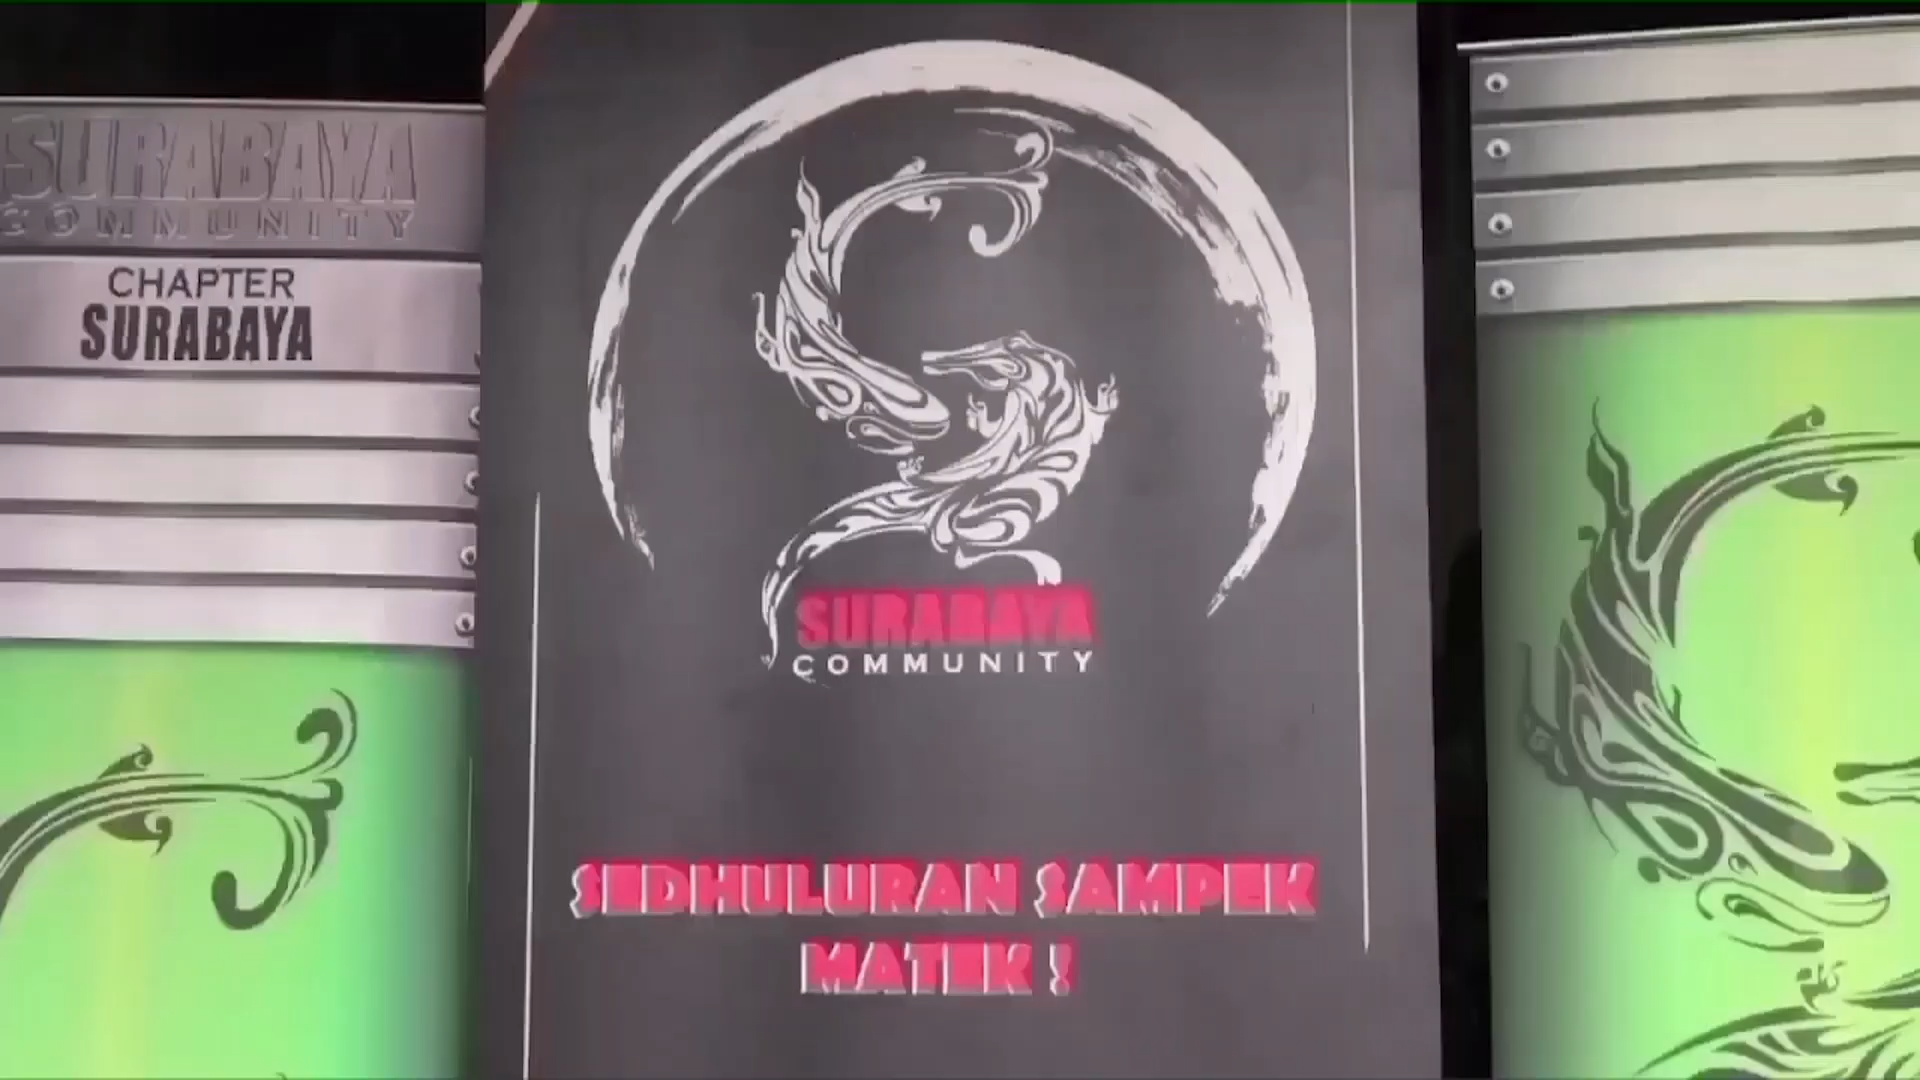 SURABAYA
COMMUNITY
CHAPTER
SURABAYA
SURABAYA
COMMUNITY
SEDHULURAN SAMPEK
MATEK !